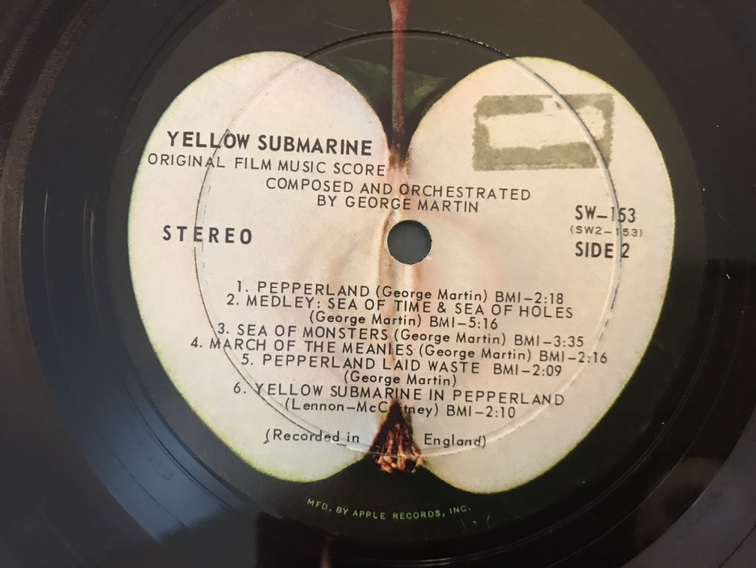 YELLOW SUBMARINE
ORIGINAL FILM MUSIC SCORE
COMPOSED AND ORCHESTRATED
BY GEORGE MARTIN
STEREO
SW-153
(SW2-153)
SIDE 2
1. PEPPERLAND (George Martin) BMI-2:18
2. MEDLEY: SEA OF TIME & SEA OF HOLES
(George Martin) BMI-5:16
3. SEA OF MONSTERS (George Martin) BMI-3:35
4. MARCH OF THE MEANIES (George Martin) BMI-2:16
5. PEPPERLAND LAID WASTE BMI-2:09
(George Martin)
6. YELLOW SUBMARINE IN PEPPERLAND
(Lennon-McCartney) BMI-2:10
(Recorded in England)
MFD. BY APPLE RECORDS, INC.